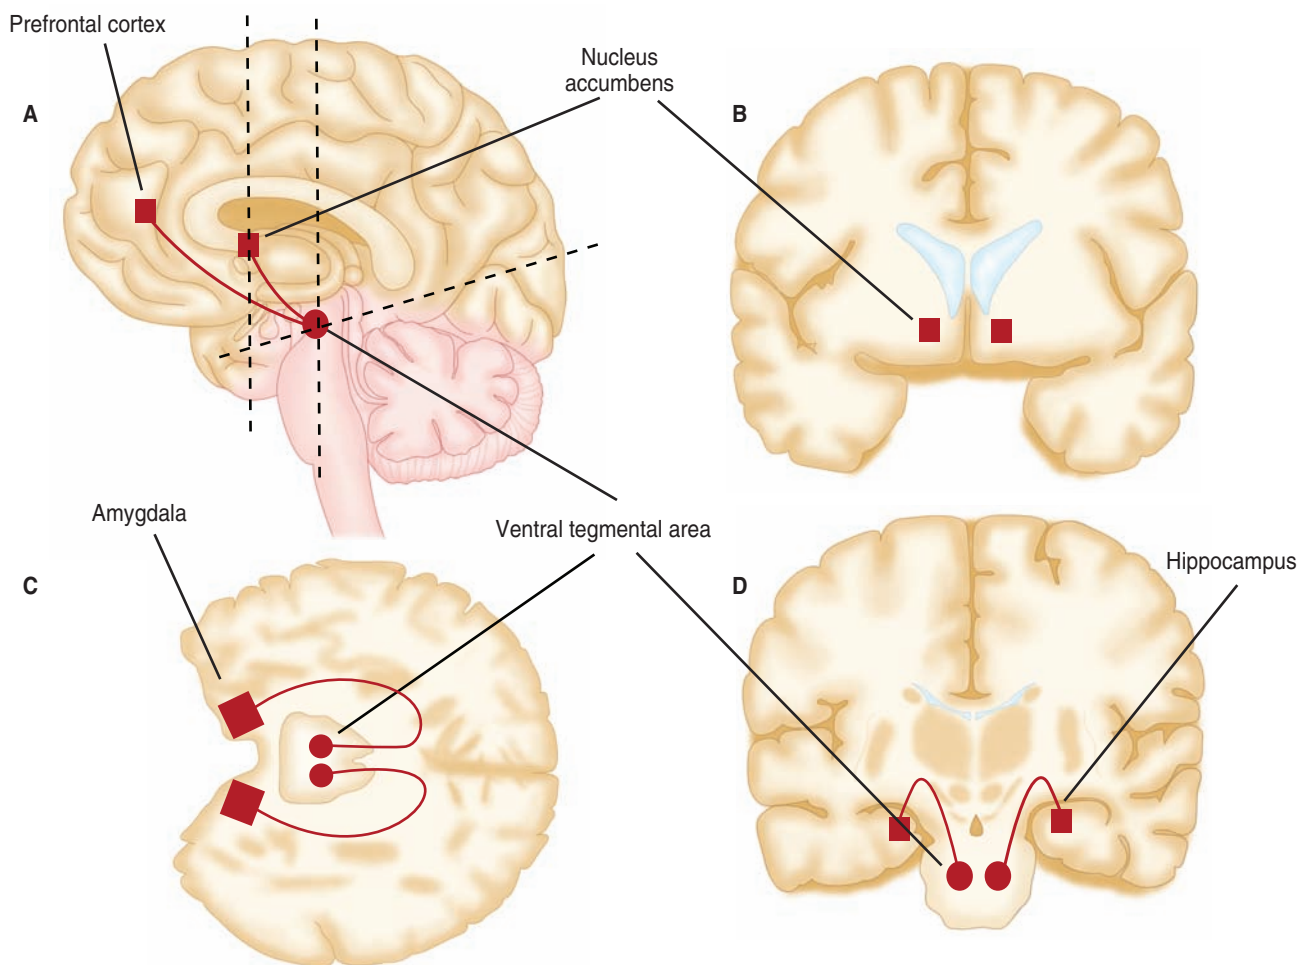 Prefrontal cortex
Nucleus
accumbens
A
B
Amygdala
Ventral tegmental area
Hippocampus
C
D